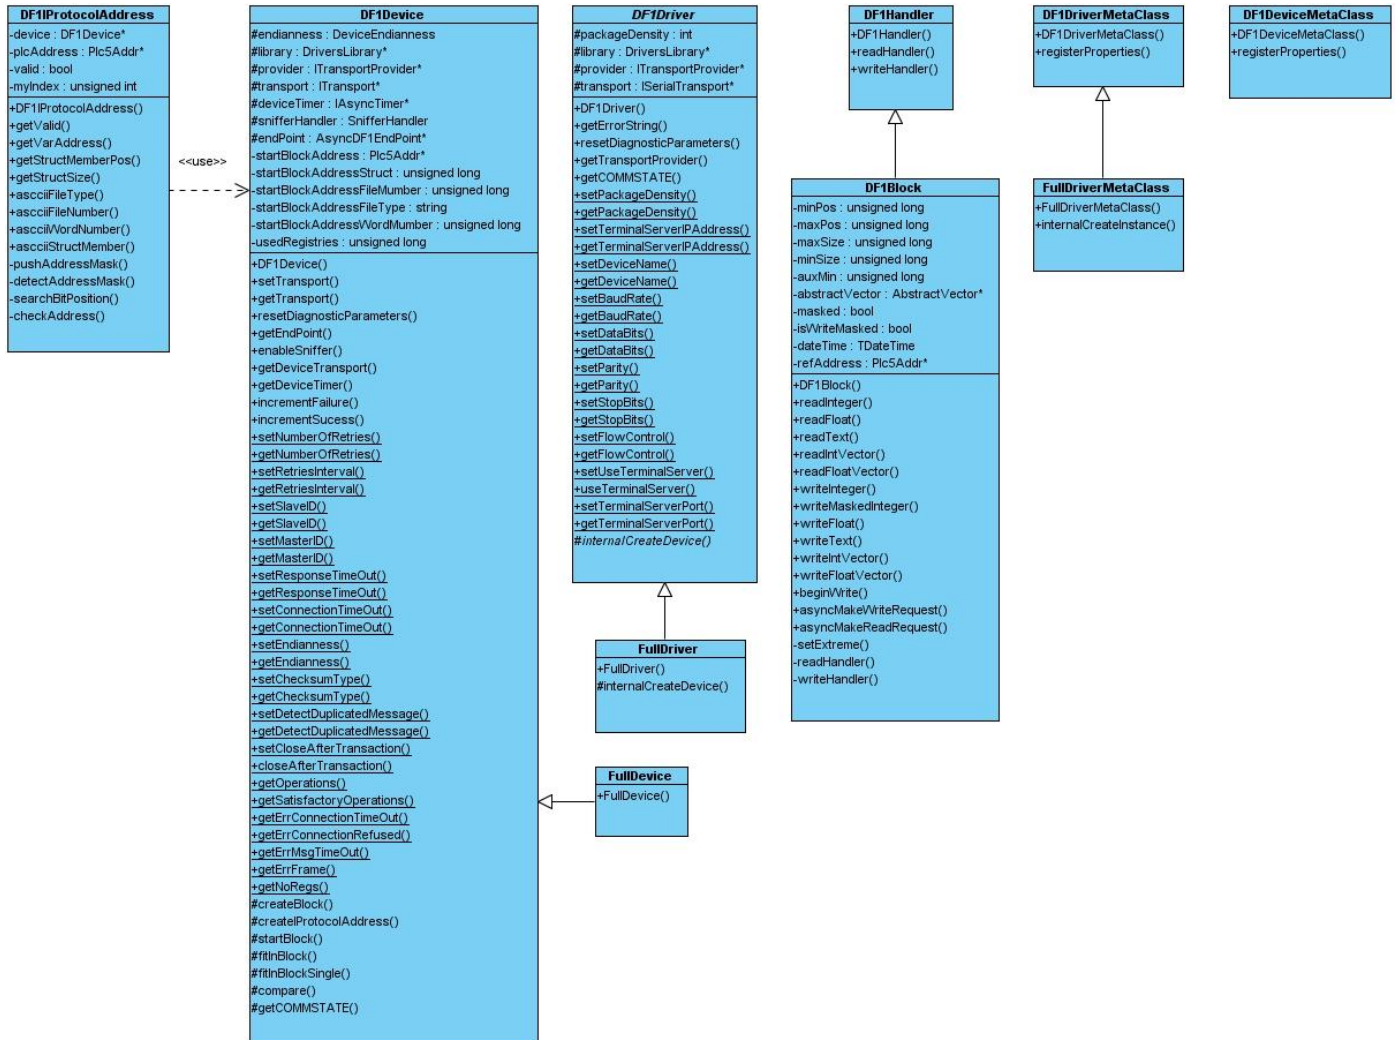 DF1IProtocolAddress
-device : DF1Device*
-plcAddress : Plc5Addr*
-valid : bool
-myIndex : unsigned int
+DF1IProtocolAddress()
+getValid()
+getVarAddress()
+getStructMemberPos()
+getStructSize()
+ascciiFileType()
+ascciiFileNumber()
+ascciiWordNumber()
+ascciiStructMember()
-pushAddressMask()
-detectAddressMask()
-searchBitPosition()
-checkAddress()
<<use>>
DF1Device
#endianness : DeviceEndianness
#library : DriversLibrary*
#provider : ITransportProvider*
#transport : ITransport*
#deviceTimer : IAsyncTimer*
#snifferHandler : SnifferHandler
#endPoint : AsyncDF1EndPoint*
-startBlockAddress : Plc5Addr*
-startBlockAddressStruct : unsigned long
-startBlockAddressFileMumber : unsigned long
-startBlockAddressFileType : string
-startBlockAddressWordMumber : unsigned long
-usedRegistries : unsigned long
+DF1Device()
+setTransport()
+getTransport()
+resetDiagnosticParameters()
+getEndPoint()
+enableSniffer()
+getDeviceTransport()
+getDeviceTimer()
+incrementFailure()
+incrementSucess()
+setNumberOfRetries()
+getNumberOfRetries()
+setRetriesInterval()
+getRetriesInterval()
+setSlaveID()
+getSlaveID()
+setMasterID()
+getMasterID()
+setResponseTimeOut()
+getResponseTimeOut()
+setConnectionTimeOut()
+getConnectionTimeOut()
+setEndianness()
+getEndianness()
+setChecksumType()
+getChecksumType()
+setDetectDuplicatedMessage()
+getDetectDuplicatedMessage()
+setCloseAfterTransaction()
+closeAfterTransaction()
+getOperations()
+getSatisfactoryOperations()
+getErrConnectionTimeOut()
+getErrConnectionRefused()
+getErrMsgTimeOut()
+getErrFrame()
+getNoRegs()
#createBlock()
#createIProtocolAddress()
#startBlock()
#fitInBlock()
#fitInBlockSingle()
#compare()
#getCOMMSTATE()
DF1Driver
#packageDensity : int
#library : DriversLibrary*
#provider : ITransportProvider*
#transport : ISerialTransport*
+DF1Driver()
+getErrorString()
+resetDiagnosticParameters()
+getTransportProvider()
+getCOMMSTATE()
+setPackageDensity()
+getPackageDensity()
+setTerminalServerIPAddress()
+getTerminalServerIPAddress()
+setDeviceName()
+getDeviceName()
+setBaudRate()
+getBaudRate()
+setDataBits()
+getDataBits()
+setParity()
+getParity()
+setStopBits()
+getStopBits()
+setFlowControl()
+getFlowControl()
+setUseTerminalServer()
+useTerminalServer()
+setTerminalServerPort()
+getTerminalServerPort()
#internalCreateDevice()
FullDriver
+FullDriver()
#internalCreateDevice()
FullDevice
+FullDevice()
DF1Handler
+DF1Handler()
+readHandler()
+writeHandler()
DF1Block
-minPos : unsigned long
-maxPos : unsigned long
-maxSize : unsigned long
-minSize : unsigned long
-auxMin : unsigned long
-abstractVector : AbstractVector*
-masked : bool
-isWriteMasked : bool
-dateTime : TDateTime
-refAddress : Plc5Addr*
+DF1Block()
+readInteger()
+readFloat()
+readText()
+readIntVector()
+readFloatVector()
+writeInteger()
+writeMaskedInteger()
+writeFloat()
+writeText()
+writeIntVector()
+writeFloatVector()
+beginWrite()
+asyncMakeWriteRequest()
+asyncMakeReadRequest()
-setExtreme()
-readHandler()
-writeHandler()
DF1DriverMetaClass
+DF1DriverMetaClass()
+registerProperties()
FullDriverMetaClass
+FullDriverMetaClass()
+internalCreateInstance()
DF1DeviceMetaClass
+DF1DeviceMetaClass()
+registerProperties()